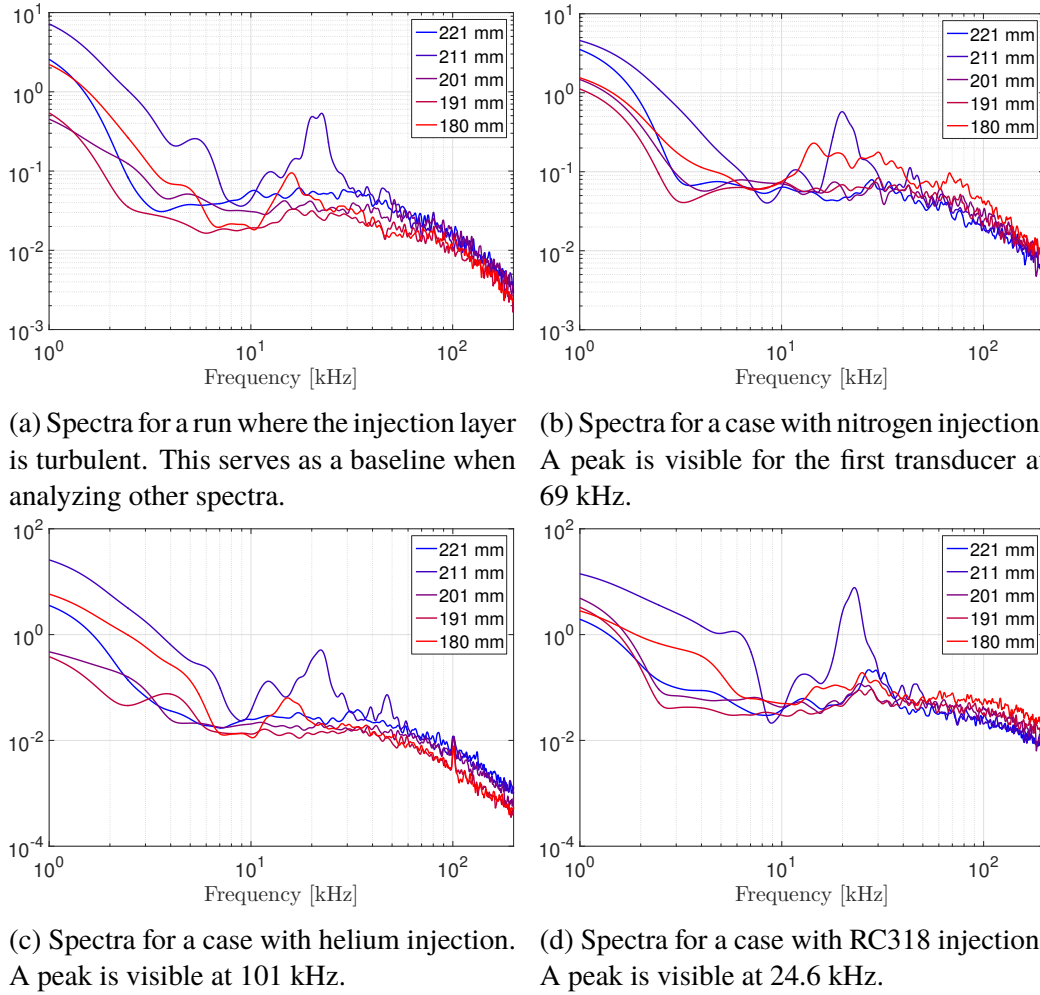 10^1
10^0
10^-1
10^-2
10^-3
10^0
10^1
10^2
Frequency [kHz]
221 mm
211 mm
201 mm
191 mm
180 mm
10^2
10^1
10^0
10^-1
10^-2
10^-3
10^0
10^1
10^2
Frequency [kHz]
221 mm
211 mm
201 mm
191 mm
180 mm
(a) Spectra for a run where the injection layer
is turbulent. This serves as a baseline when
analyzing other spectra.
(b) Spectra for a case with nitrogen injection
A peak is visible for the first transducer at
69 kHz.
10^2
10^0
10^-2
10^-4
10^0
10^1
10^2
Frequency [kHz]
221 mm
211 mm
201 mm
191 mm
180 mm
10^2
10^0
10^-2
10^-4
10^0
10^1
10^2
Frequency [kHz]
221 mm
211 mm
201 mm
191 mm
180 mm
(c) Spectra for a case with helium injection.
A peak is visible at 101 kHz.
(d) Spectra for a case with RC318 injection
A peak is visible at 24.6 kHz.